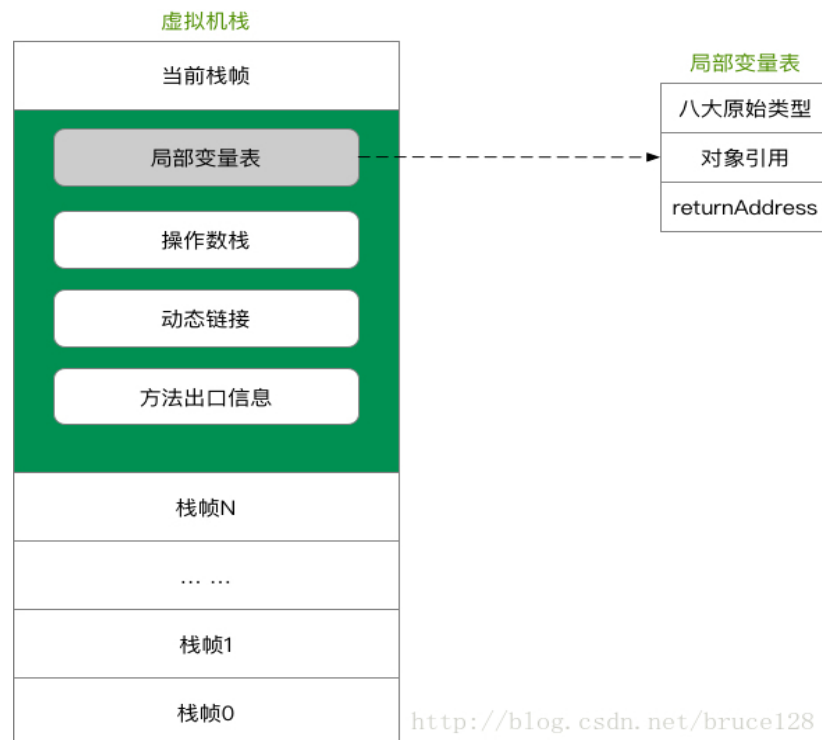 虚拟机栈
当前栈帧
局部变量表
操作数栈
动态链接
方法出口信息
栈帧N
... ...
栈帧1
栈帧0
局部变量表
八大原始类型
对象引用
returnAddress
http://blog.csdn.net/bruce128